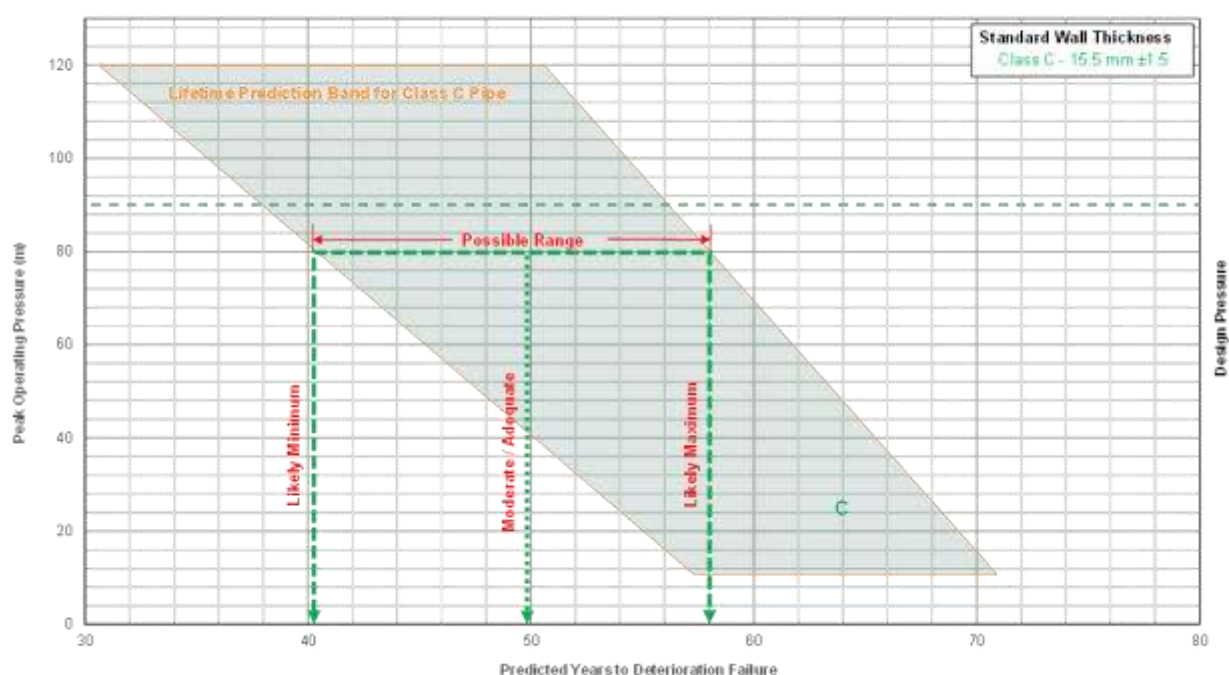 Standard Wall Thickness
Class C - 15.5 mm ±1.5
120
Lifetime Prediction Band for Class C Pipe
100
80
Possible Range
60
40
20
0
Peak Operating Pressure (m)
Likely Minimum
Moderate / Adequate
Likely Maximum
C
Design Pressure
30
40
50
60
70
80
Predicted Years to Deterioration Failure